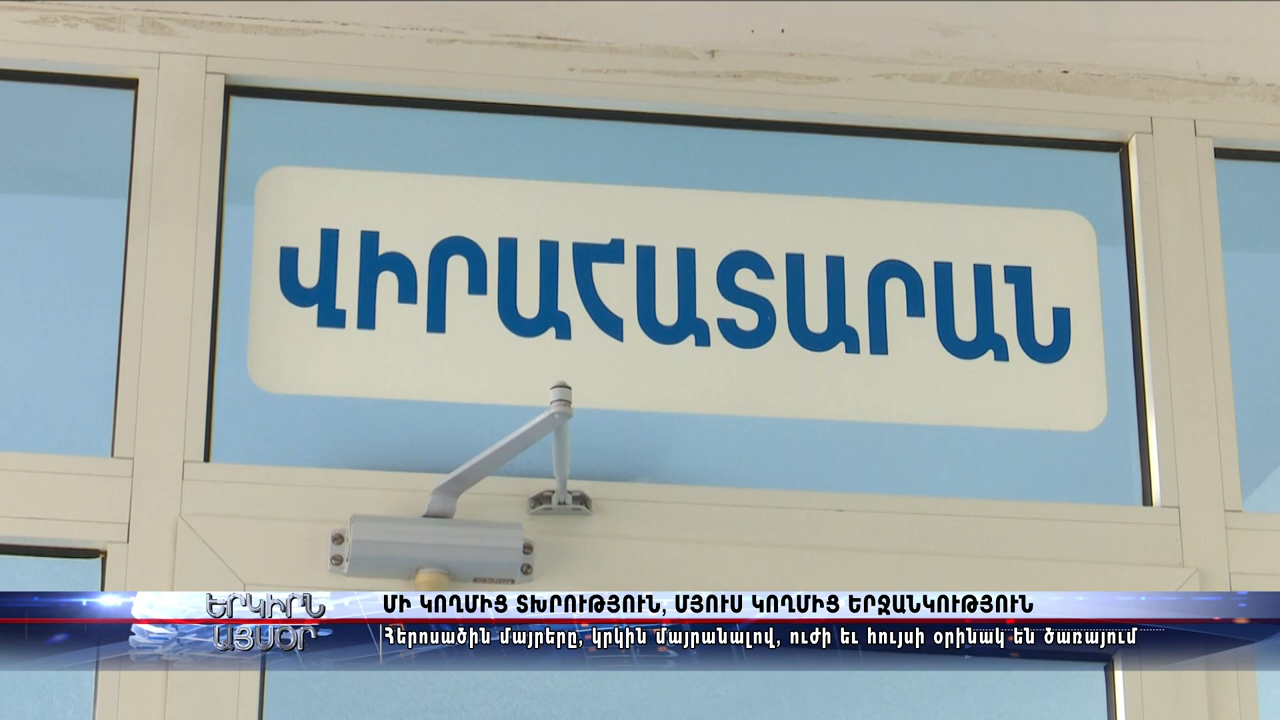 ՎԻՐԱՀԱՏԱՐԱՆ
ԵՐԿԻՐՆ
ԱՅՍՕՐ
ՄԻ ԿՈՂՄԻՑ ՏԽՐՈՒԹՅՈՒՆ, ՄՅՈՒՍ ԿՈՂՄԻՑ ԵՐՋԱՆԿՈՒԹՅՈՒՆ
Հերոսածին մայրերը, կրկին մայրանալով, ուժի եւ հույսի օրինակ են ծառայում